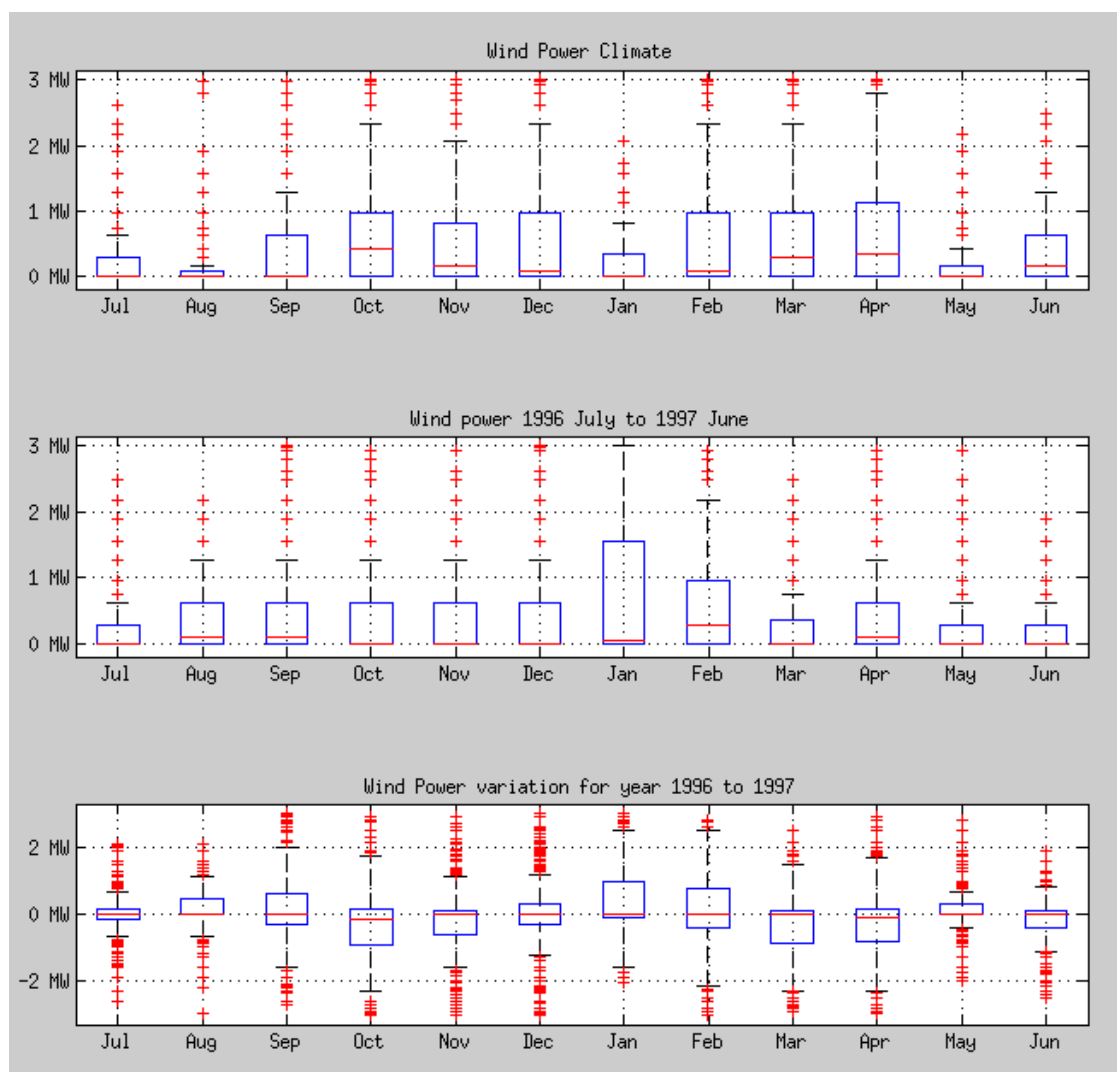 Wind Power Climate
3 MW
2 MW
1 MW
0 MW
Jul Aug Sep Oct Nov Dec Jan Feb Mar Apr May Jun
Wind power 1996 July to 1997 June
3 MW
2 MW
1 MW
0 MW
Jul Aug Sep Oct Nov Dec Jan Feb Mar Apr May Jun
Wind Power variation for year 1996 to 1997
2 MW
0 MW
-2 MW
Jul Aug Sep Oct Nov Dec Jan Feb Mar Apr May Jun